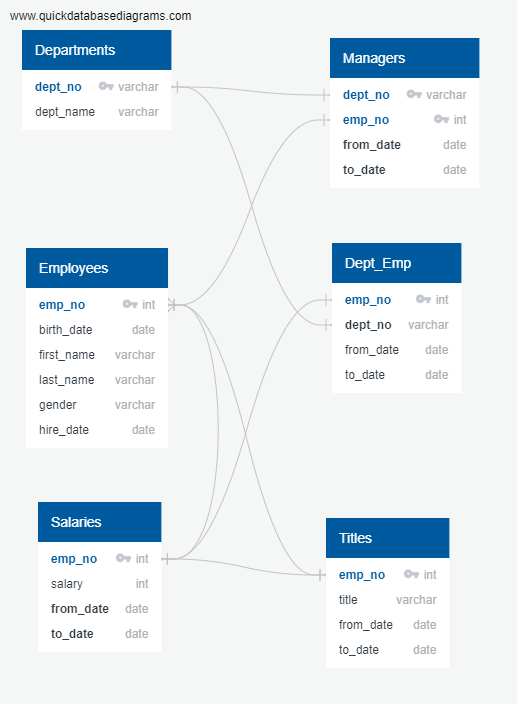 www.quickdatabasediagrams.com
Departments
dept_no varchar
dept_name varchar
Managers
dept_no varchar
emp_no int
from_date date
to_date date
Employees
emp_no int
birth_date date
first_name varchar
last_name varchar
gender varchar
hire_date date
Dept_Emp
emp_no int
dept_no varchar
from_date date
to_date date
Salaries
emp_no int
salary int
from_date date
to_date date
Titles
emp_no int
title varchar
from_date date
to_date date